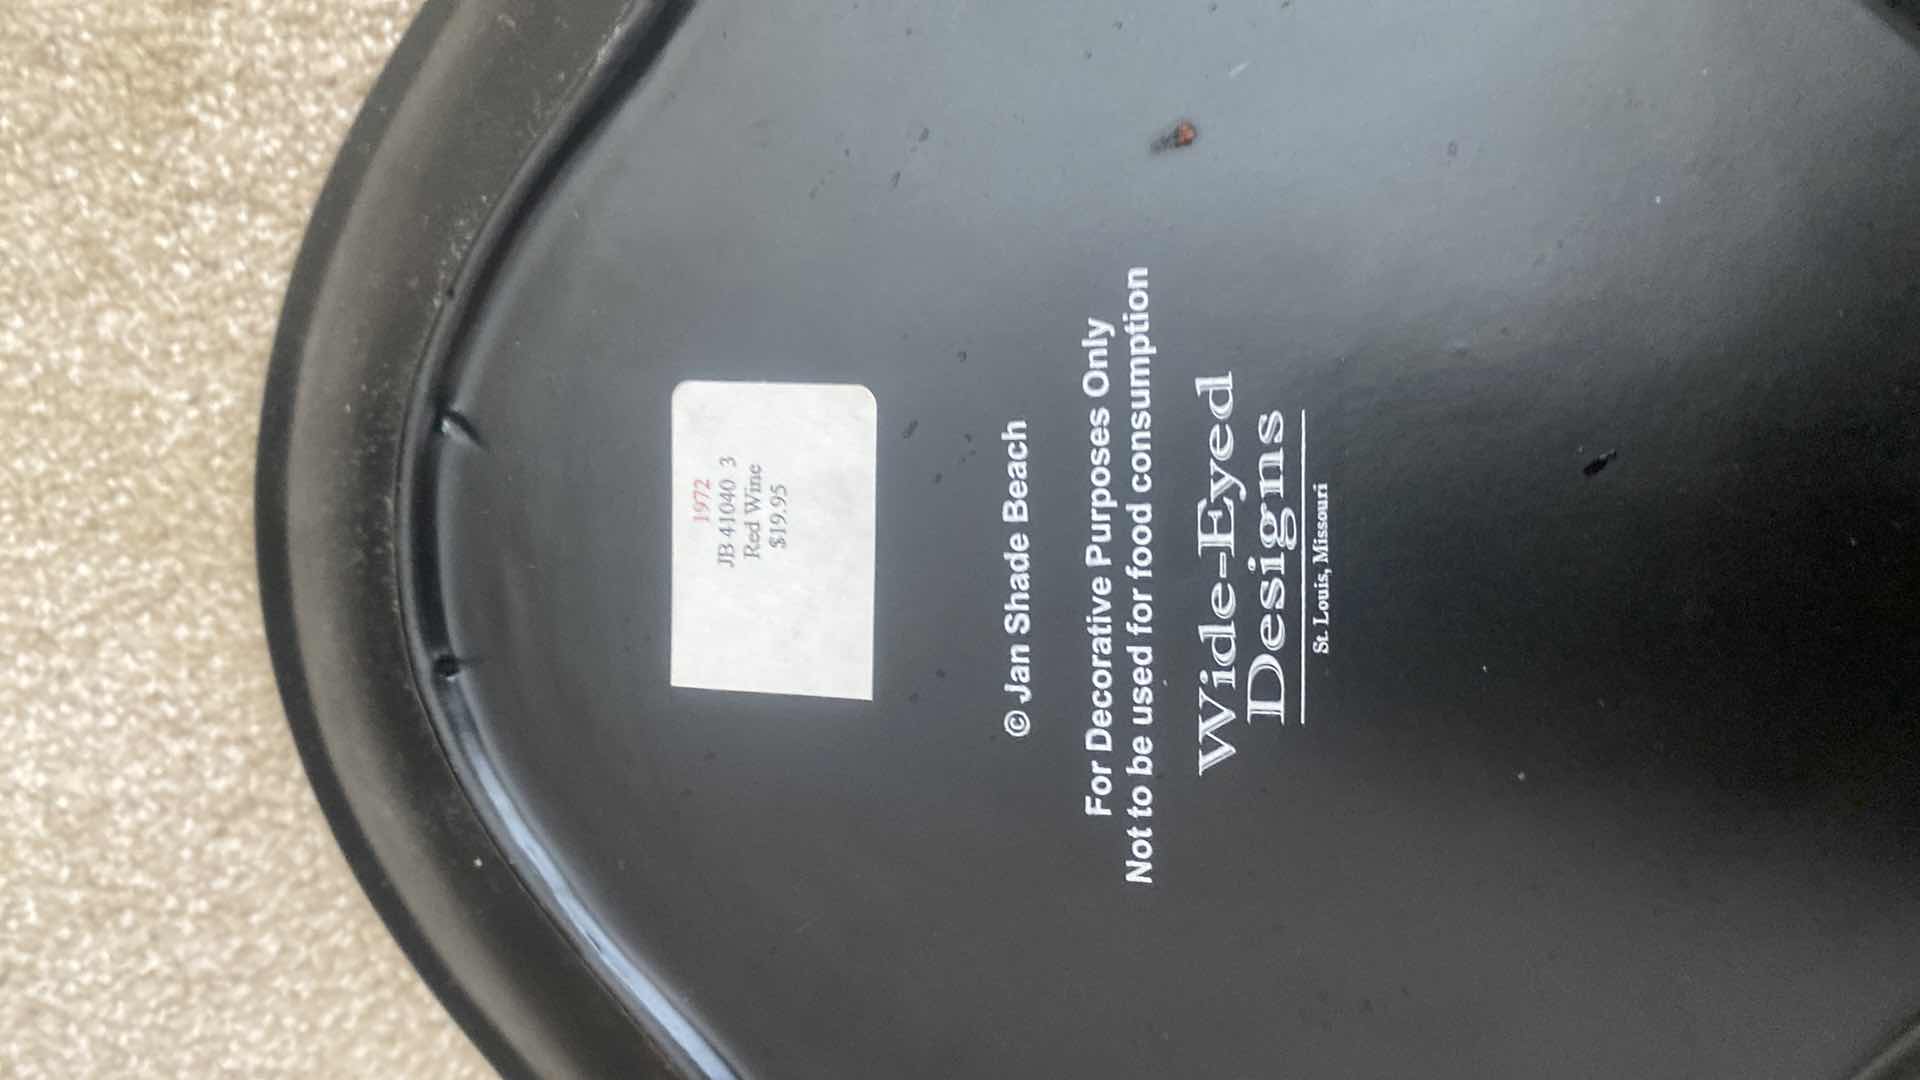 1972
JB 41040 3
Red Wine
$19.95
© Jan Shade Beach
For Decorative Purposes Only
Not to be used for food consumption
Wide-Eyed
Designs
St. Louis, Missouri